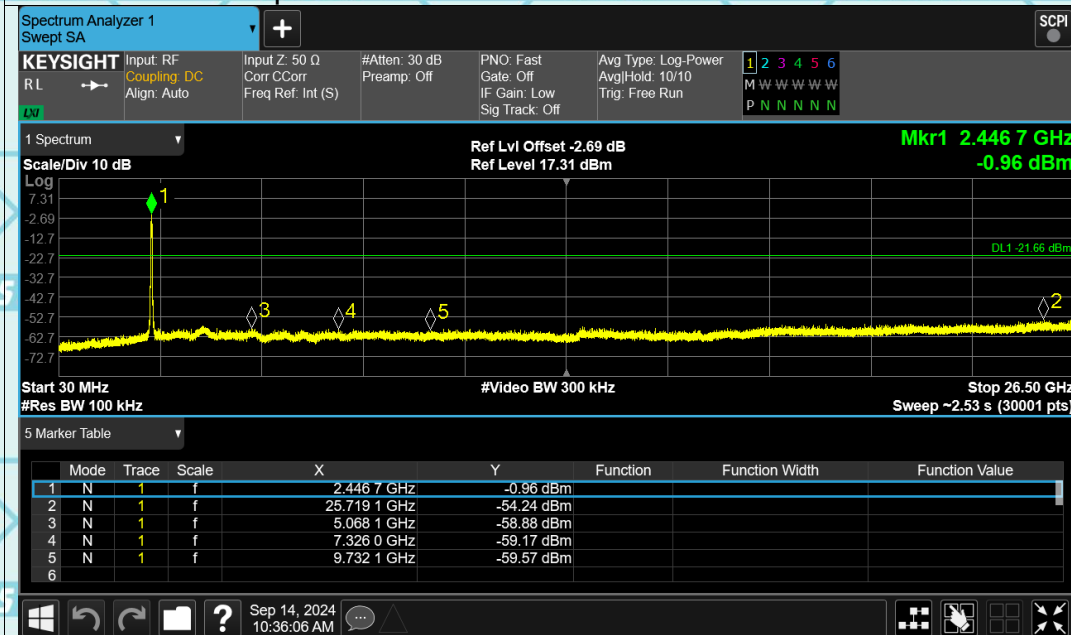 Spectrum Analyzer 1
Swept SA
+
SCPI
KEYSIGHT Input: RF Input Z: 50 Ω #Atten: 30 dB PNO: Fast Avg Type: Log-Power 1 2 3 4 5 6
R L Coupling: DC Corr CCorr Preamp: Off Gate: Off Avg|Hold: 10/10 M W W W W W
Align: Auto Freq Ref: Int (S) IF Gain: Low Trig: Free Run P N N N N N
LXI Sig Track: Off
1 Spectrum Ref Lvl Offset -2.69 dB Mkr1 2.446 7 GHz
Scale/Div 10 dB Ref Level 17.31 dBm -0.96 dBm
Log
7.31 1
-2.69
-12.7
DL1 -21.66 dBm
-22.7
-32.7
-42.7
-52.7 3 4 5 2
-62.7
-72.7
Start 30 MHz #Video BW 300 kHz Stop 26.50 GHz
#Res BW 100 kHz Sweep ~2.53 s (30001 pts)
5 Marker Table
Mode Trace Scale X Y Function Function Width Function Value
1 N 1 f 2.446 7 GHz -0.96 dBm
2 N 1 f 25.719 1 GHz -54.24 dBm
3 N 1 f 5.068 1 GHz -58.88 dBm
4 N 1 f 7.326 0 GHz -59.17 dBm
5 N 1 f 9.732 1 GHz -59.57 dBm
6
? Sep 14, 2024
10:36:06 AM